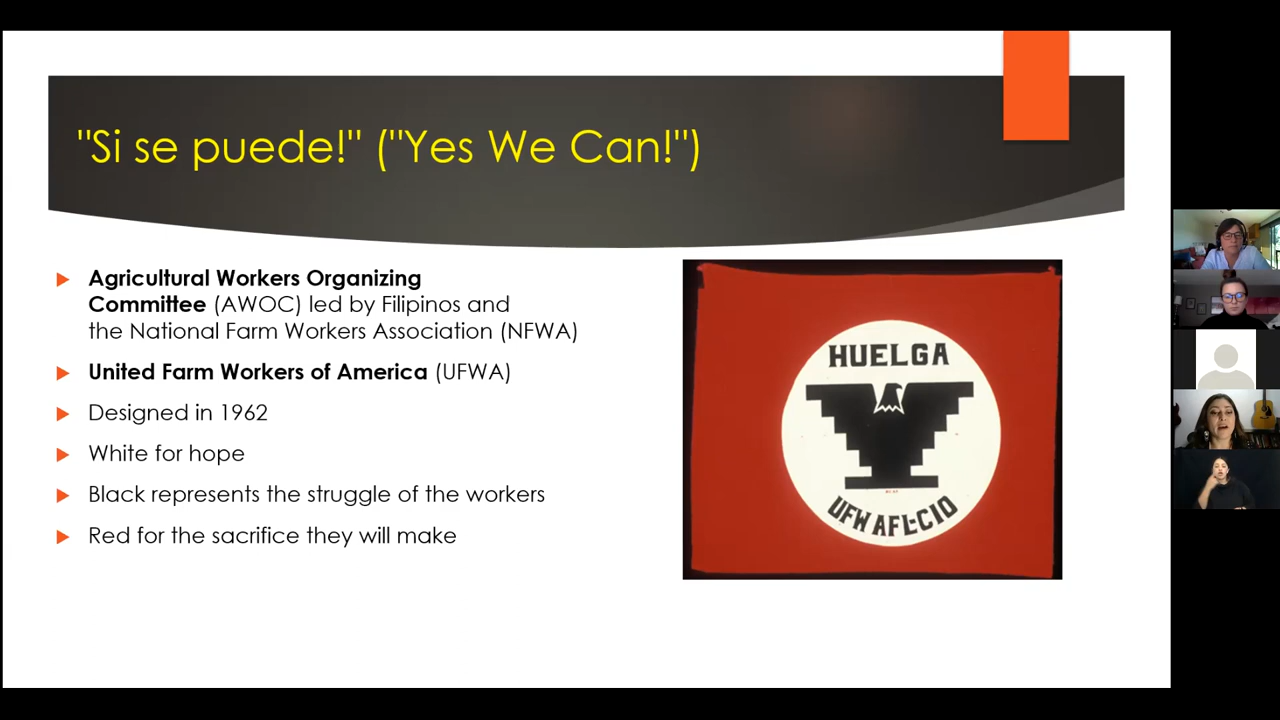 "Si se puede!" ("Yes We Can!")
Agricultural Workers Organizing
Committee (AWOC) led by Filipinos and
the National Farm Workers Association (NFWA)
United Farm Workers of America (UFWA)
Designed in 1962
White for hope
Black represents the struggle of the workers
Red for the sacrifice they will make
HUELGA
UFW AFL-CIO